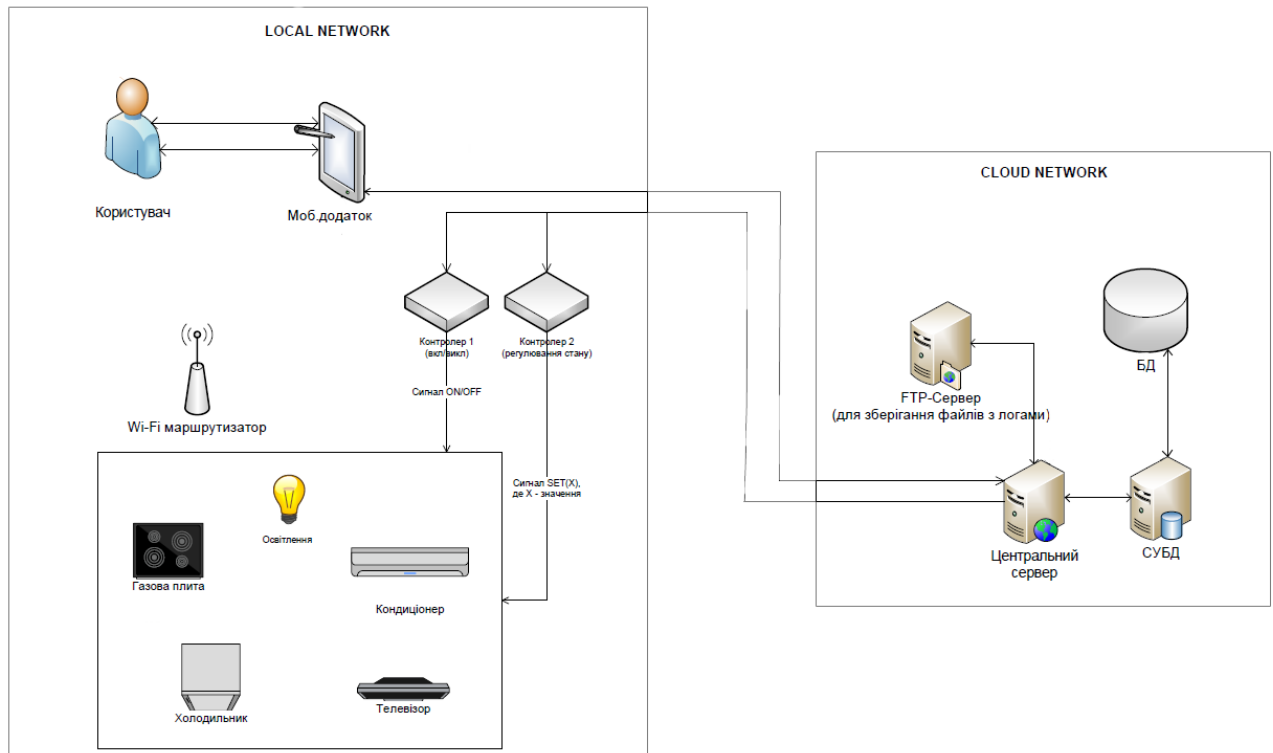 LOCAL NETWORK
Користувач
Моб.додаток
CLOUD NETWORK
Контролер 1
(вкл/викл)
Контролер 2
(регулювання стану)
Сигнал ON/OFF
Wi-Fi маршрутизатор
БД
FTP-Сервер
(для зберігання файлів з логами)
Сигнал SET(X),
де X - значення
Освітлення
Газова плита
Кондиціонер
Центральний
сервер
СУБД
Холодильник
Телевізор